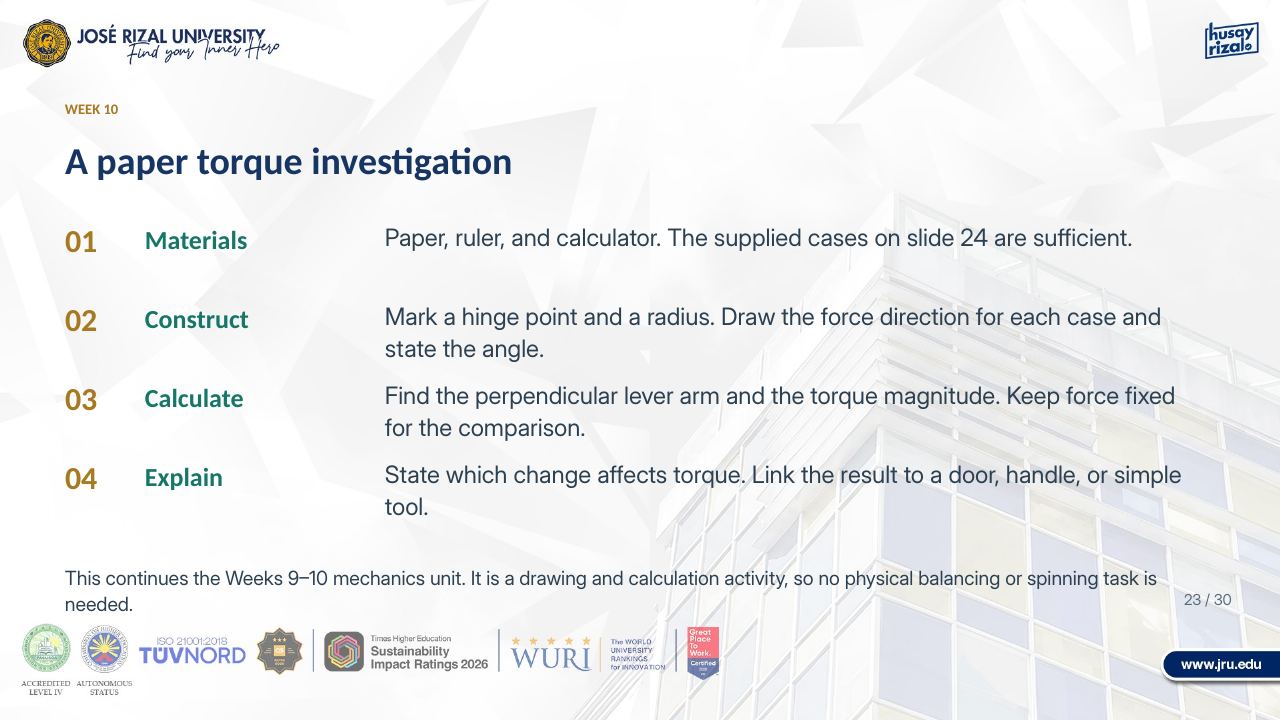 JOSÉ RIZAL UNIVERSITY
Find your Inner Hero
husay
rizal
WEEK 10
A paper torque investigation
01 Materials Paper, ruler, and calculator. The supplied cases on slide 24 are sufficient.
02 Construct Mark a hinge point and a radius. Draw the force direction for each case and
state the angle.
03 Calculate Find the perpendicular lever arm and the torque magnitude. Keep force fixed
for the comparison.
04 Explain State which change affects torque. Link the result to a door, handle, or simple
tool.
This continues the Weeks 9–10 mechanics unit. It is a drawing and calculation activity, so no physical balancing or spinning task is
needed.
23 / 30
ACCREDITED
LEVEL IV
AUTONOMOUS
STATUS
ISO 21001:2018
TÜVNORD
Times Higher Education
Sustainability
Impact Ratings 2026
WURI
The WORLD
UNIVERSITY
RANKINGS
for INNOVATION
Great
Place
To
Work.
Certified
www.jru.edu